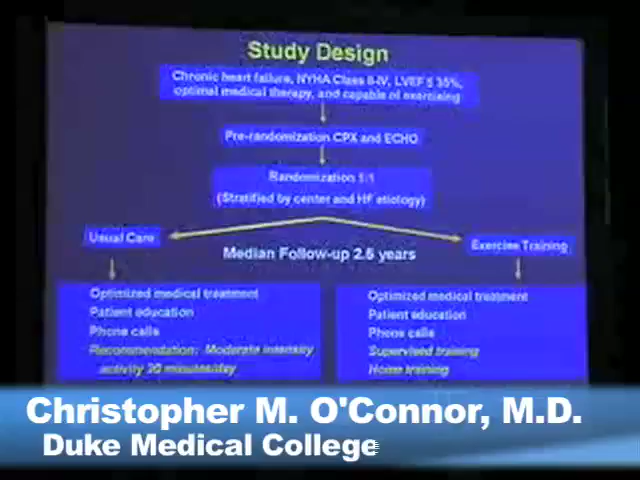 Study Design
Chronic heart failure, NYHA Class II-IV, LVEF ≤ 35%,
optimal medical therapy, and capable of exercising
Pre-randomization CPX and ECHO
Randomization 1:1
(Stratified by center and HF etiology)
Usual Care
Exercise Training
Median Follow-up 2.5 years
Optimized medical treatment
Patient education
Phone calls
Recommendation: Moderate intensity
activity 30 minutes/day
Optimized medical treatment
Patient education
Phone calls
Supervised training
Home training
Christopher M. O'Connor, M.D.
Duke Medical College